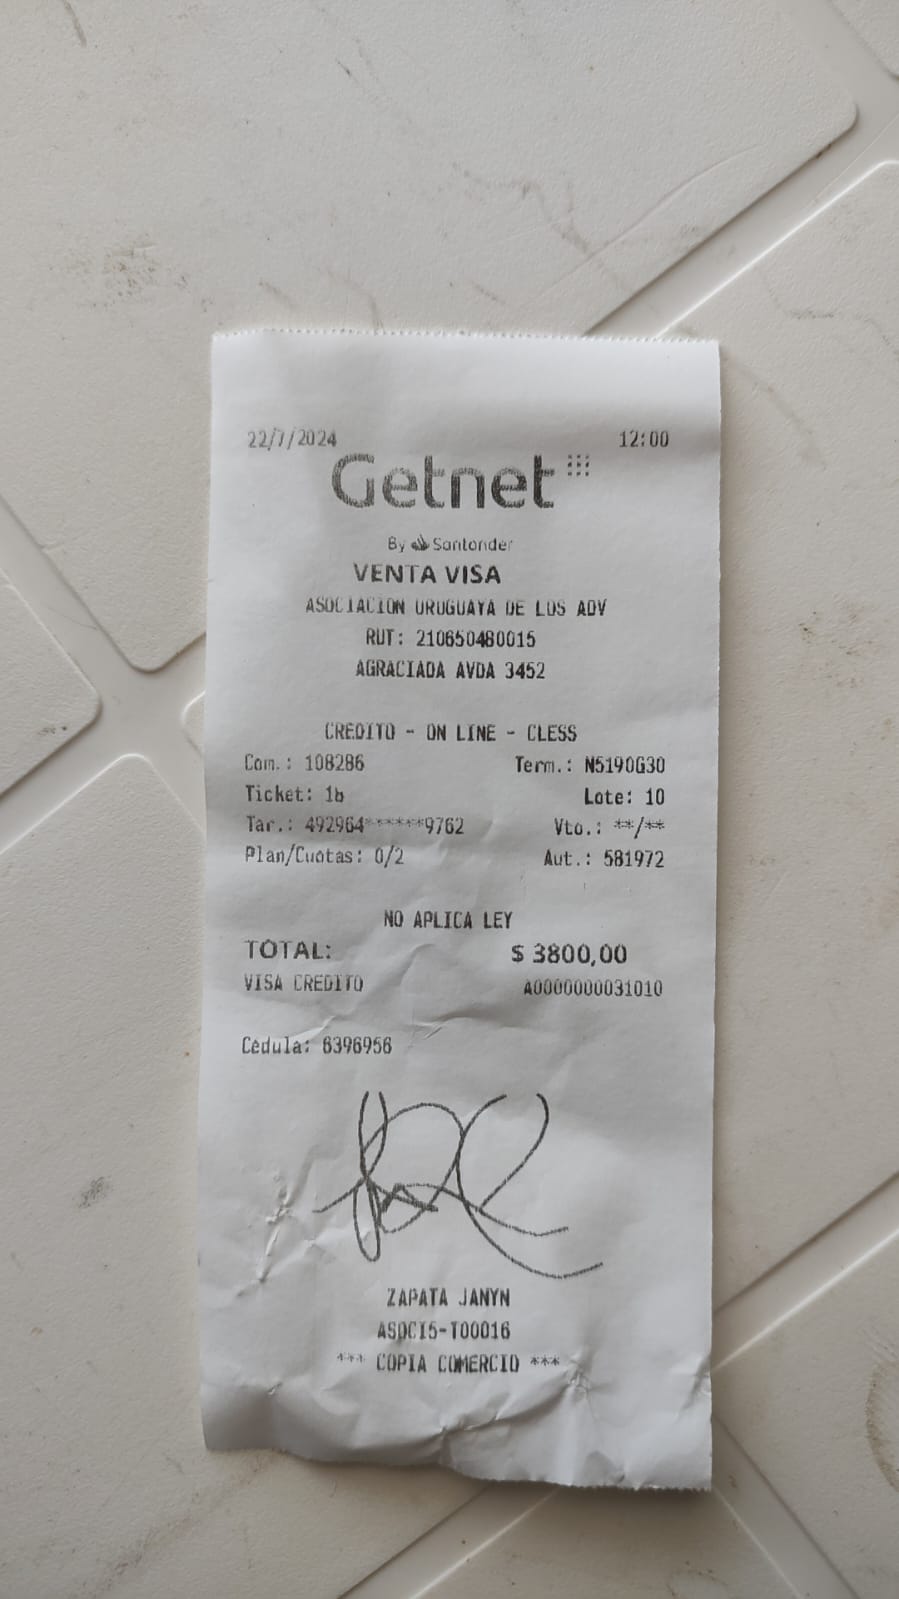 22/7/2024 12:00
Getnet
By Santander
VENTA VISA
ASOCIACION URUGUAYA DE LOS ADV
RUT: 210650480015
AGRACIADA AVDA 3452
CREDITO - ON LINE - CLESS
Com.: 108286 Term.: N5190G30
Ticket: 16 Lote: 10
Tar.: 492964******9762 Vto.: **/**
Plan/Cuotas: 0/2 Aut.: 581972
NO APLICA LEY
TOTAL: $ 3800,00
VISA CREDITO A0000000031010
Cedula: 6396956
ZAPATA JANYN
ASOCI5-T00016
*** COPIA COMERCIO ***